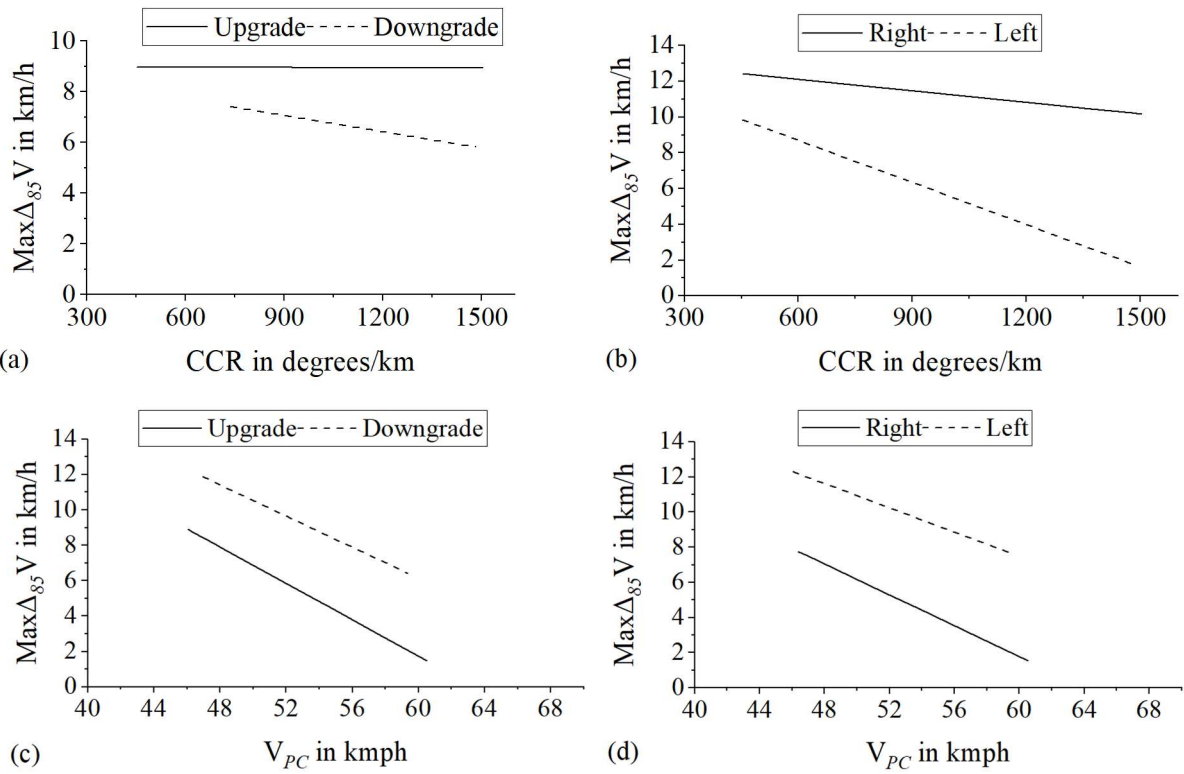 Upgrade Downgrade
10
8
6
4
2
0
MaxΔ85V in km/h
300 600 900 1200 1500
(a) CCR in degrees/km
Right Left
14
12
10
8
6
4
2
0
MaxΔ85V in km/h
300 600 900 1200 1500
(b) CCR in degrees/km
Upgrade Downgrade
14
12
10
8
6
4
2
0
MaxΔ85V in km/h
40 44 48 52 56 60 64 68
(c) VPC in kmph
Right Left
14
12
10
8
6
4
2
0
MaxΔ85V in km/h
40 44 48 52 56 60 64 68
(d) VPC in kmph